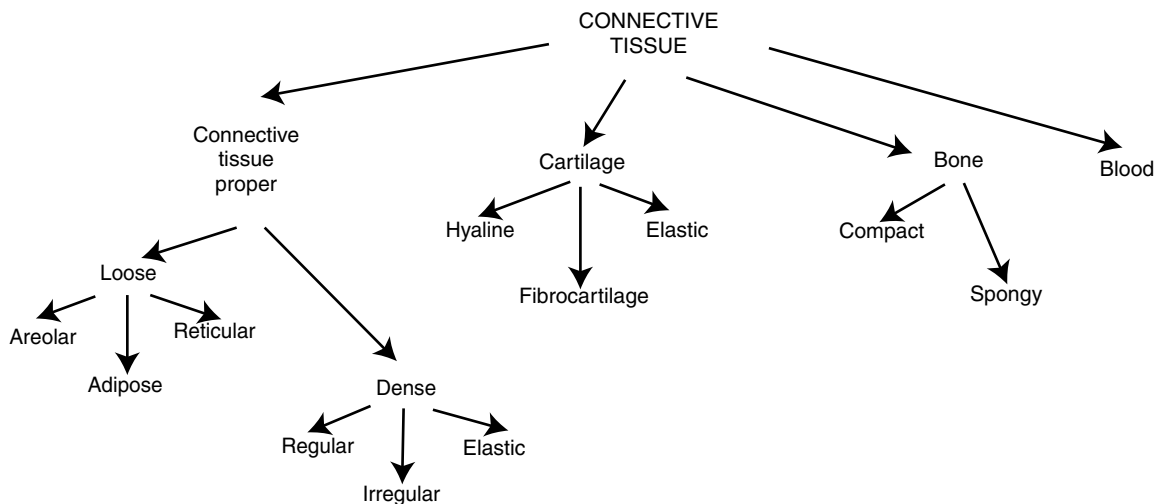 CONNECTIVE
TISSUE
Connective
tissue
proper
Cartilage
Bone
Blood
Hyaline
Elastic
Compact
Fibrocartilage
Spongy
Loose
Areolar
Reticular
Adipose
Dense
Regular
Elastic
Irregular